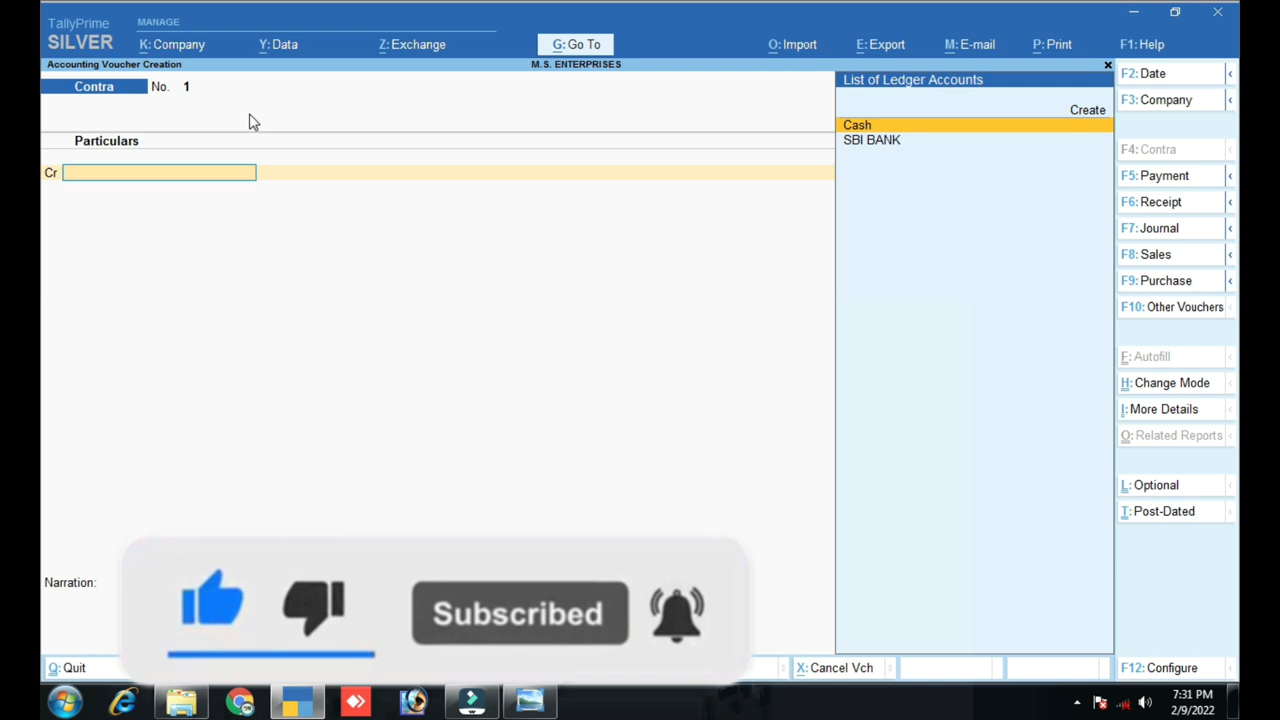 TallyPrime
MANAGE
SILVER
K: Company
Y: Data
Z: Exchange
G: Go To
O: Import
E: Export
M: E-mail
P: Print
F1: Help
Accounting Voucher Creation
M.S. ENTERPRISES
Contra No. 1
Particulars
Cr
Narration:
List of Ledger Accounts
Create
Cash
SBI BANK
F2: Date
F3: Company
F4: Contra
F5: Payment
F6: Receipt
F7: Journal
F8: Sales
F9: Purchase
F10: Other Vouchers
F: Autofill
H: Change Mode
I: More Details
O: Related Reports
L: Optional
T: Post-Dated
Subscribed
Q: Quit
X: Cancel Vch
F12: Configure
7:31 PM
2/9/2022